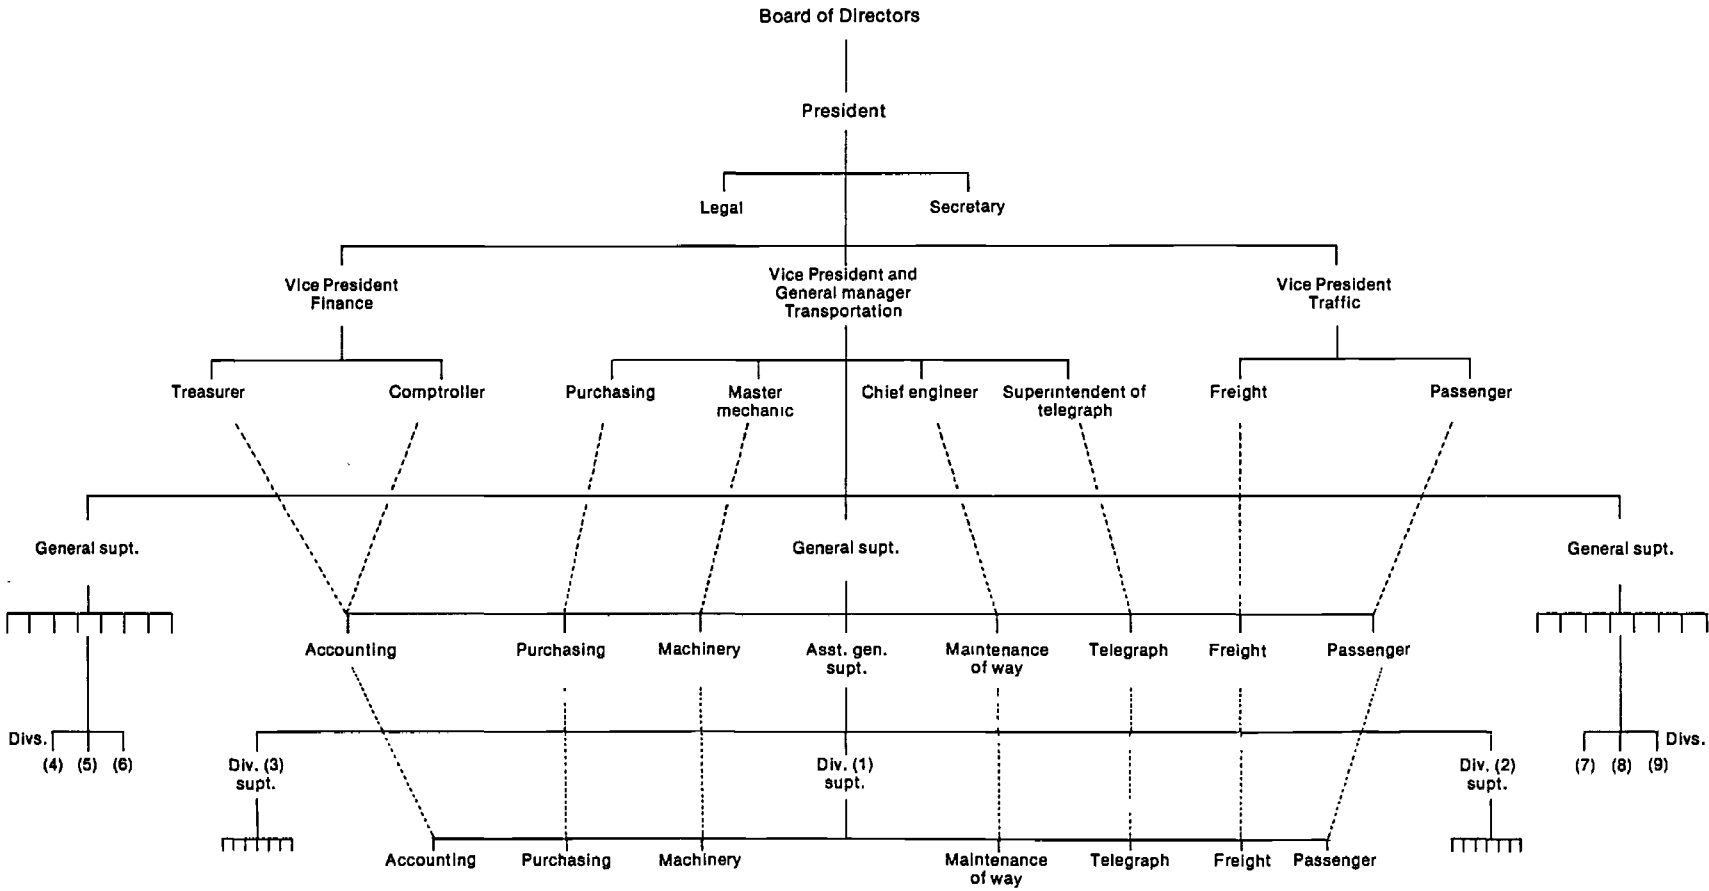 Board of Directors
President
Legal
Secretary
Vice President
Finance
Vice President and
General manager
Transportation
Vice President
Traffic
Treasurer
Comptroller
Purchasing
Master
mechanic
Chief engineer
Superintendent of
telegraph
Freight
Passenger
General supt.
General supt.
General supt.
Accounting
Purchasing
Machinery
Asst. gen.
supt.
Maintenance
of way
Telegraph
Freight
Passenger
Divs.
(4) (5) (6)
Div. (3)
supt.
Div. (1)
supt.
Div. (2)
supt.
Divs.
(7) (8) (9)
Accounting
Purchasing
Machinery
Maintenance
of way
Telegraph
Freight
Passenger